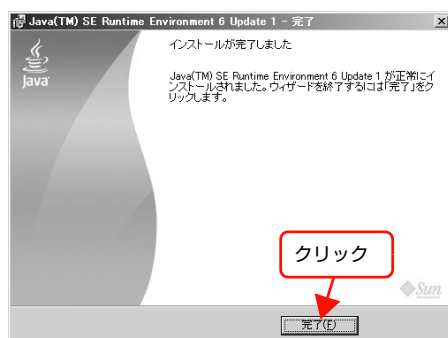 Java(TM) SE Runtime Environment 6 Update 1 - 完了
Java
インストールが完了しました
Java(TM) SE Runtime Environment 6 Update 1 が正常にイ
ンストールされました。ウィザードを終了するには「完了」をク
リックします。
クリック
Sun
完了(F)